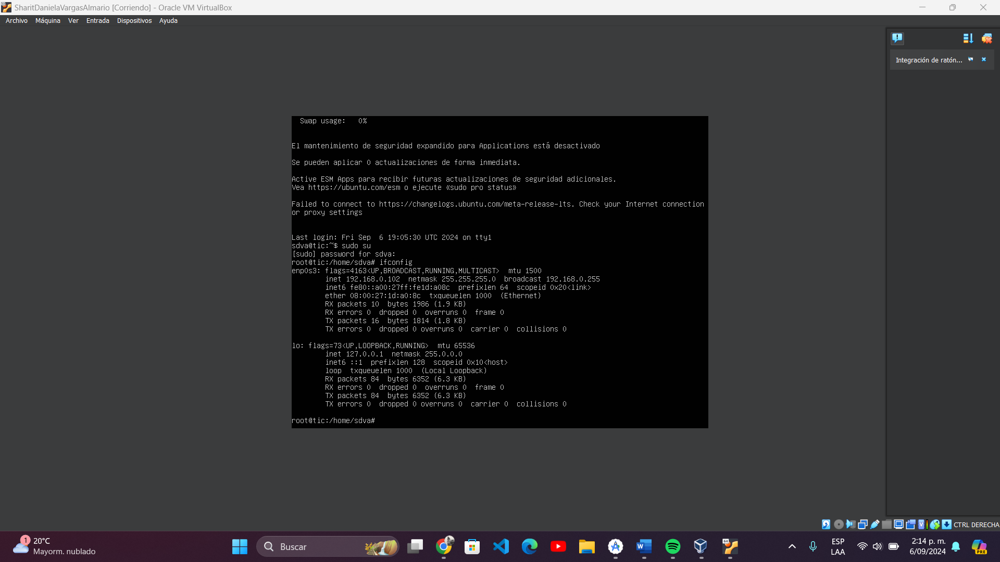 SharitDanielaVargasAlmario [Corriendo] - Oracle VM VirtualBox
Archivo Máquina Ver Entrada Dispositivos Ayuda
Integración de ratón...
Swap usage: 0%
El mantenimiento de seguridad expandido para Applications está desactivado
Se pueden aplicar 0 actualizaciones de forma inmediata.
Active ESM Apps para recibir futuras actualizaciones de seguridad adicionales.
Vea https://ubuntu.com/esm o ejecute «sudo pro status»
Failed to connect to https://changelogs.ubuntu.com/meta-release-lts. Check your Internet connection
or proxy settings
Last login: Fri Sep  6 19:05:30 UTC 2024 on tty1
sdva@tic:~$ sudo su
[sudo] password for sdva:
root@tic:/home/sdva# ifconfig
enp0s3: flags=4163<UP,BROADCAST,RUNNING,MULTICAST>  mtu 1500
inet 192.168.0.102  netmask 255.255.255.0  broadcast 192.168.0.255
inet6 fe80::a00:27ff:fe1d:a08c  prefixlen 64  scopeid 0x20<link>
ether 08:00:27:1d:a0:8c  txqueuelen 1000  (Ethernet)
RX packets 10  bytes 1986 (1.9 KB)
RX errors 0  dropped 0  overruns 0  frame 0
TX packets 16  bytes 1814 (1.8 KB)
TX errors 0  dropped 0 overruns 0  carrier 0  collisions 0
lo: flags=73<UP,LOOPBACK,RUNNING>  mtu 65536
inet 127.0.0.1  netmask 255.0.0.0
inet6 ::1  prefixlen 128  scopeid 0x10<host>
loop  txqueuelen 1000  (Local Loopback)
RX packets 84  bytes 6352 (6.3 KB)
RX errors 0  dropped 0  overruns 0  frame 0
TX packets 84  bytes 6352 (6.3 KB)
TX errors 0  dropped 0 overruns 0  carrier 0  collisions 0
root@tic:/home/sdva#
CTRL DERECHA
1
20°C
Mayorm. nublado
Buscar
ESP
LAA
2:14 p. m.
6/09/2024
PRE